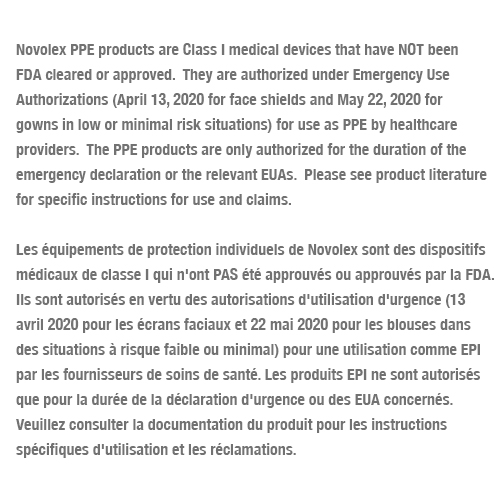 Novolex PPE products are Class I medical devices that have NOT been
FDA cleared or approved.  They are authorized under Emergency Use
Authorizations (April 13, 2020 for face shields and May 22, 2020 for
gowns in low or minimal risk situations) for use as PPE by healthcare
providers.  The PPE products are only authorized for the duration of the
emergency declaration or the relevant EUAs.  Please see product literature
for specific instructions for use and claims.

Les équipements de protection individuels de Novolex sont des dispositifs
médicaux de classe I qui n'ont PAS été approuvés ou approuvés par la FDA.
Ils sont autorisés en vertu des autorisations d'utilisation d'urgence (13
avril 2020 pour les écrans faciaux et 22 mai 2020 pour les blouses dans
des situations à risque faible ou minimal) pour une utilisation comme EPI
par les fournisseurs de soins de santé. Les produits EPI ne sont autorisés
que pour la durée de la déclaration d'urgence ou des EUA concernés.
Veuillez consulter la documentation du produit pour les instructions
spécifiques d'utilisation et les réclamations.